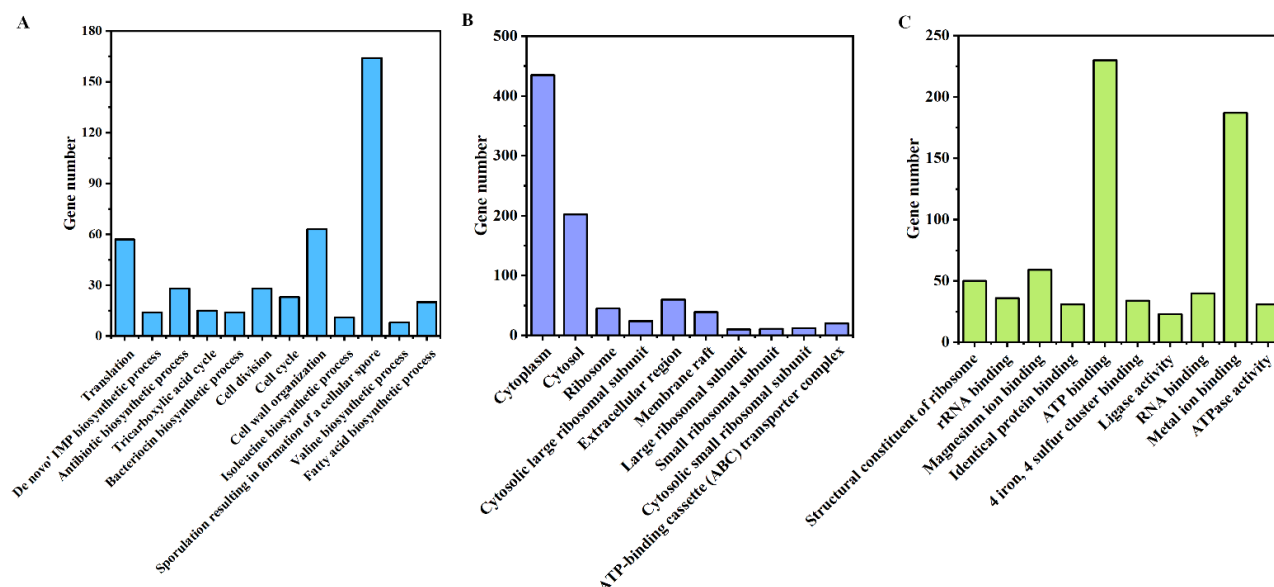 A
Gene number
180
150
120
90
60
30
0
Translation
De novo' IMP biosynthetic process
Antibiotic biosynthetic process
Tricarboxylic acid cycle
Bacteriocin biosynthetic process
Cell division
Cell cycle
Cell wall organization
Isoleucine biosynthetic process
Sporulation resulting in formation of a cellular spore
Valine biosynthetic process
Fatty acid biosynthetic process
B
Gene number
500
400
300
200
100
0
Cytoplasm
Cytosol
Ribosome
Cytosolic large ribosomal subunit
Extracellular region
Membrane raft
Large ribosomal subunit
Small ribosomal subunit
Cytosolic small ribosomal subunit
ATP-binding cassette (ABC) transporter complex
C
Gene number
250
200
150
100
50
0
Structural constituent of ribosome
rRNA binding
Magnesium ion binding
Identical protein binding
ATP binding
4 iron, 4 sulfur cluster binding
Ligase activity
RNA binding
Metal ion binding
ATPase activity